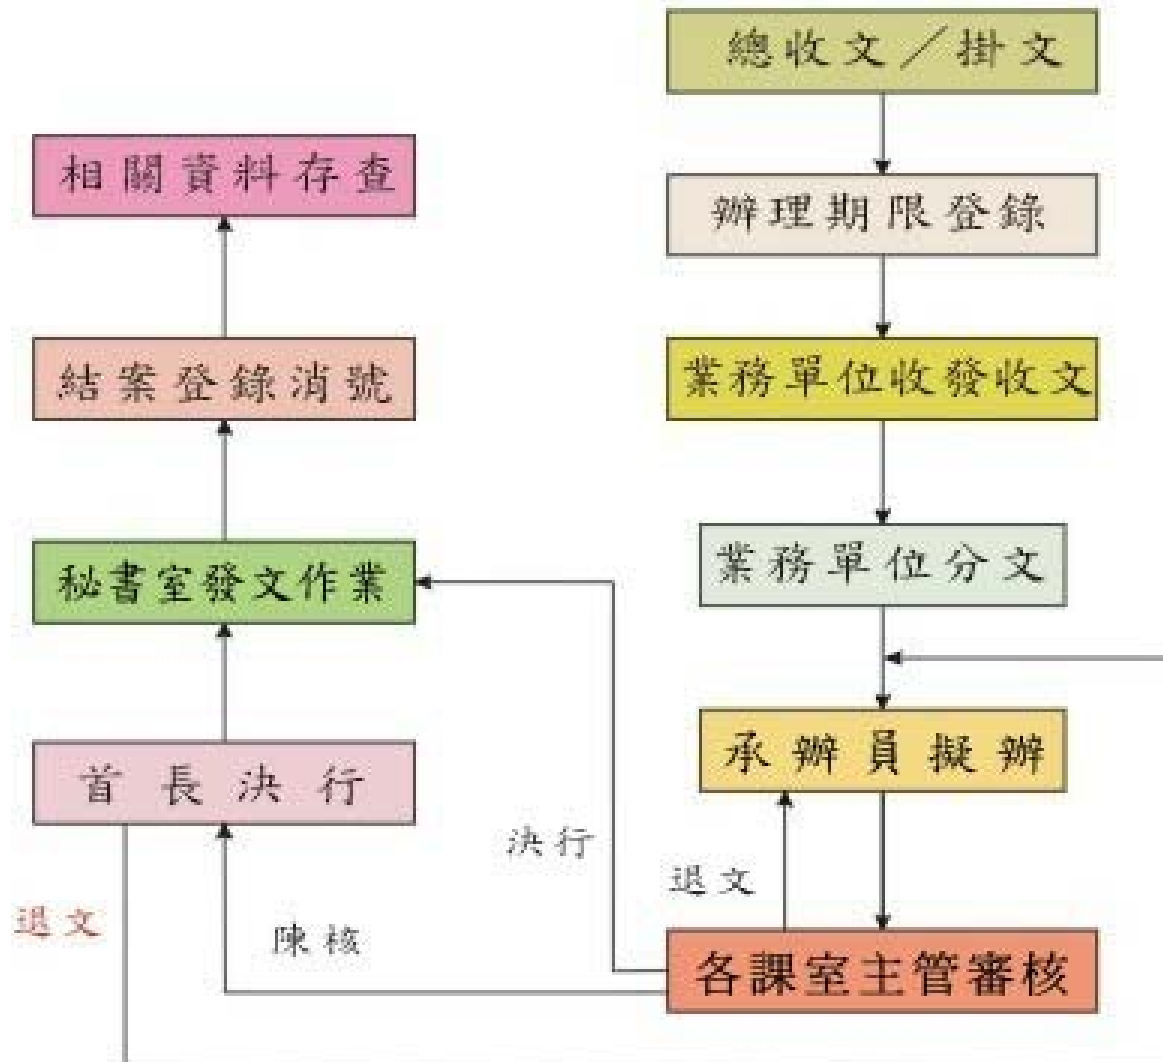 總收文／掛文
相關資料存查
辦理期限登錄
結案登錄消號
業務單位收發收文
秘書室發文作業
業務單位分文
首長決行
承辦員擬辦
決行
退文
退文
陳核
各課室主管審核